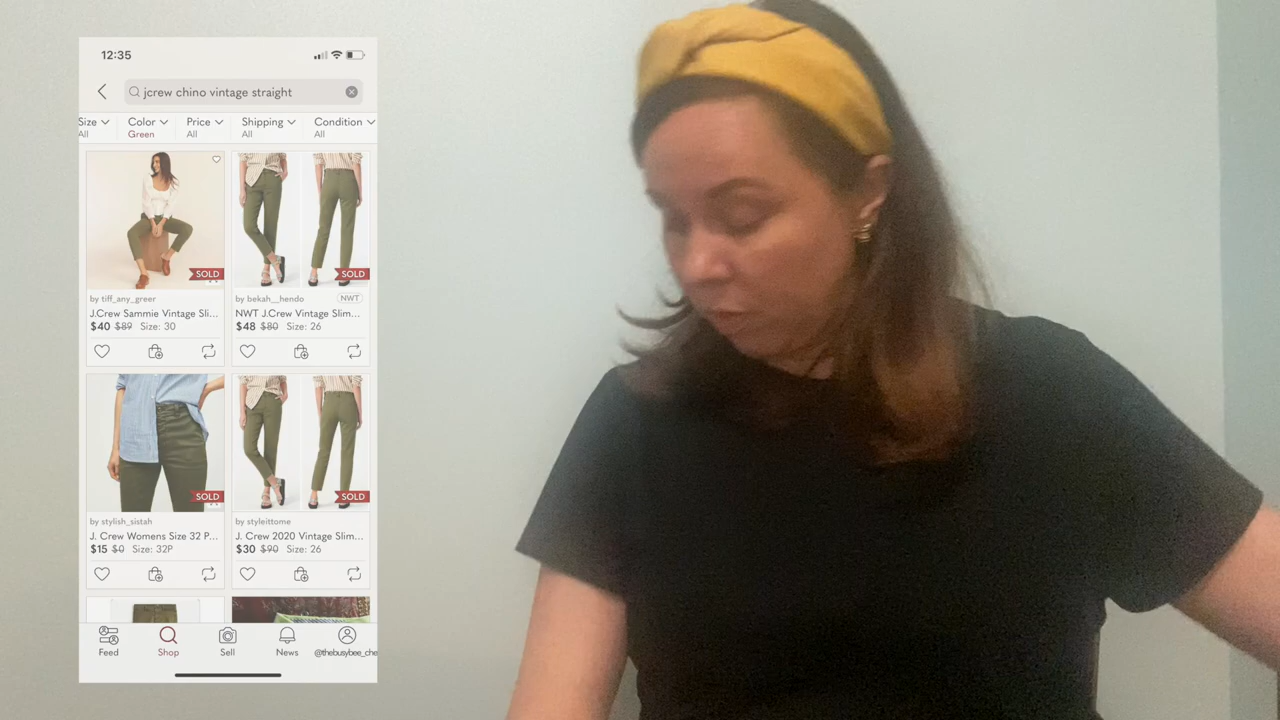 12:35
jcrew chino vintage straight
Size Color Price Shipping Condition
All Green All All All
SOLD SOLD
by tiff_any_greer by bekah__hendo NWT
J.Crew Sammie Vintage Sli... NWT J.Crew Vintage Slim...
$40 $89 Size: 30 $48 $80 Size: 26
SOLD SOLD
by stylish_sistah by styleittome
J. Crew Womens Size 32 P... J. Crew 2020 Vintage Slim...
$15 $0 Size: 32P $30 $90 Size: 26
Feed Shop Sell News @thebusybee_che